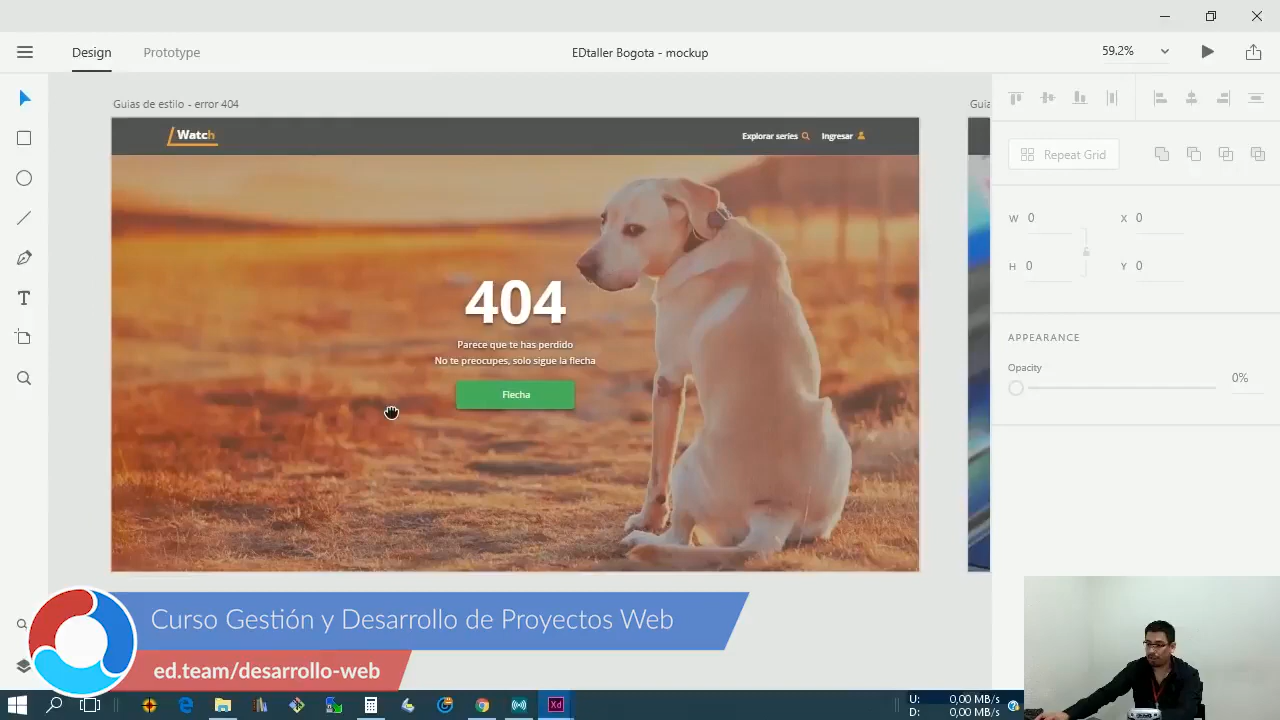 Design
Prototype
EDtaller Bogota - mockup
59.2%
Guias de estilo - error 404
Guia
Watch
Explorar series
Ingresar
Repeat Grid
W 0
X 0
H 0
Y 0
404
Parece que te has perdido
No te preocupes, solo sigue la flecha
Flecha
APPEARANCE
Opacity
0%
Curso Gestión y Desarrollo de Proyectos Web
ed.team/desarrollo-web
Xd
U: 0,00 MB/s
D: 0,00 MB/s